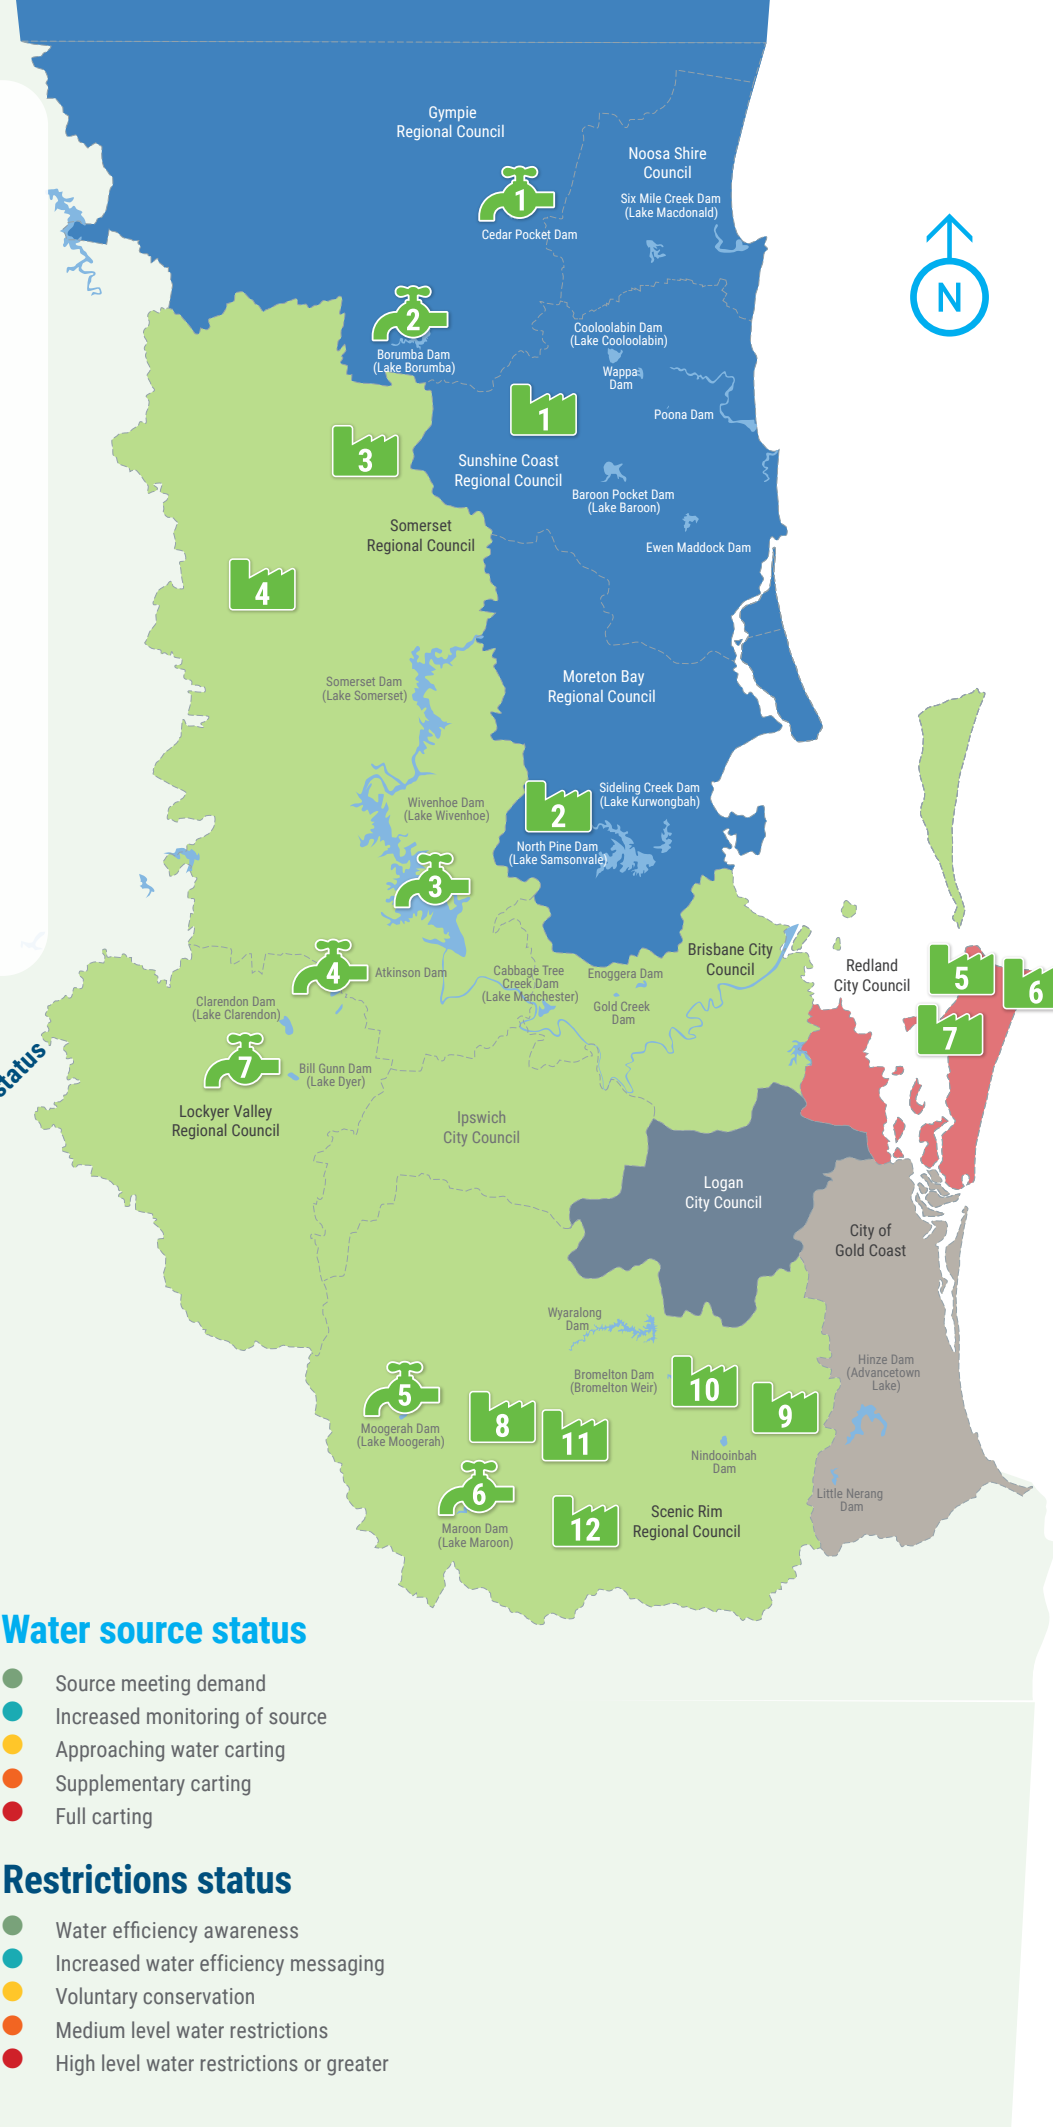 Gympie
Regional Council
Noosa Shire
Council
1
Six Mile Creek Dam
(Lake Macdonald)
Cedar Pocket Dam
N
2
Cooloolabin Dam
(Lake Cooloolabin)
Borumba Dam
(Lake Borumba)
Wappa
Dam
1
Poona Dam
3
Sunshine Coast
Regional Council
Baroon Pocket Dam
(Lake Baroon)
Somerset
Regional Council
Ewen Maddock Dam
4
Somerset Dam
(Lake Somerset)
Moreton Bay
Regional Council
Sideling Creek Dam
(Lake Kurwongbah)
Wivenhoe Dam
(Lake Wivenhoe)
2
North Pine Dam
(Lake Samsonvale)
3
Brisbane City
Council
Redland
City Council
5
6
7
4
Atkinson Dam
Cabbage Tree
Creek Dam
(Lake Manchester)
Enoggera Dam
Gold Creek
Dam
Clarendon Dam
(Lake Clarendon)
7
Bill Gunn Dam
(Lake Dyer)
status
Lockyer Valley
Regional Council
Ipswich
City Council
Logan
City Council
City of
Gold Coast
Wyaralong
Dam
Hinze Dam
(Advancetown
Lake)
Bromelton Dam
(Bromelton Weir)
10
9
5
Moogerah Dam
(Lake Moogerah)
8
11
Nindooinbah
Dam
6
Maroon Dam
(Lake Maroon)
12
Scenic Rim
Regional Council
Little Nerang
Dam
Water source status
Source meeting demand
Increased monitoring of source
Approaching water carting
Supplementary carting
Full carting
Restrictions status
Water efficiency awareness
Increased water efficiency messaging
Voluntary conservation
Medium level water restrictions
High level water restrictions or greater